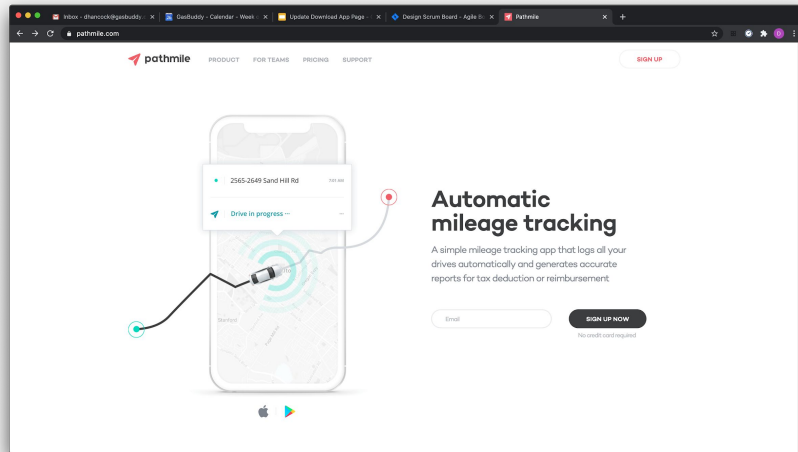 Inbox - dhancock@gasbuddy.
GasBuddy - Calendar - Week
Update Download App Page -
Design Scrum Board - Agile Bo
Pathmile
pathmile.com
D
pathmile
PRODUCT
FOR TEAMS
PRICING
SUPPORT
SIGN UP
2565-2649 Sand Hill Rd
Drive in progress ···
Stanford
Automatic
mileage tracking
A simple mileage tracking app that logs all your
drives automatically and generates accurate
reports for tax deduction or reimbursement
Email
SIGN UP NOW
No credit card required